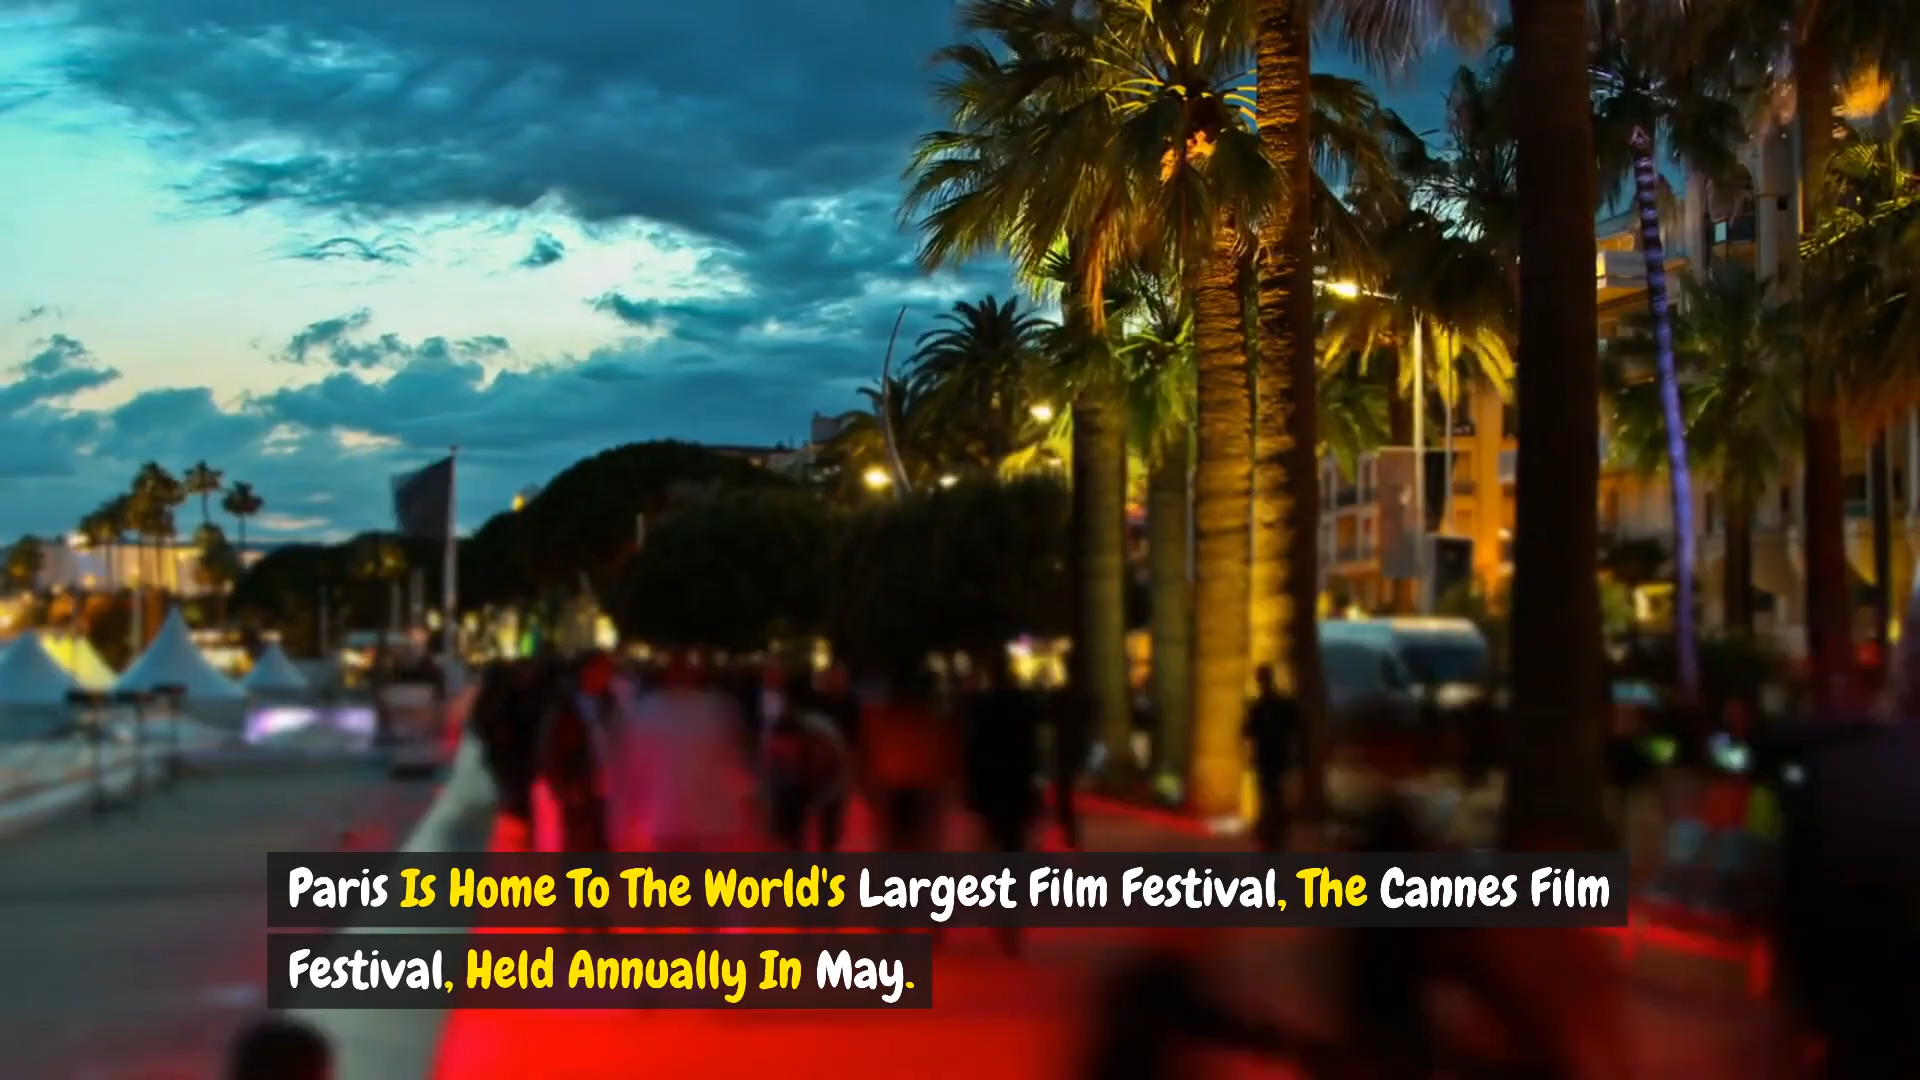 Paris Is Home To The World's Largest Film Festival, The Cannes Film
Festival, Held Annually In May.